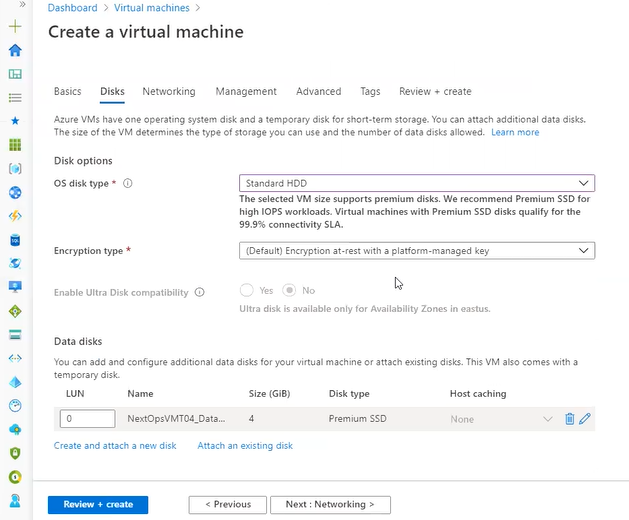 Dashboard > Virtual machines >
Create a virtual machine
Basics Disks Networking Management Advanced Tags Review + create
Azure VMs have one operating system disk and a temporary disk for short-term storage. You can attach additional data disks.
The size of the VM determines the type of storage you can use and the number of data disks allowed. Learn more
Disk options
OS disk type * Standard HDD
The selected VM size supports premium disks. We recommend Premium SSD for
high IOPS workloads. Virtual machines with Premium SSD disks qualify for the
99.9% connectivity SLA.
Encryption type * (Default) Encryption at-rest with a platform-managed key
Enable Ultra Disk compatibility Yes No
Ultra disk is available only for Availability Zones in eastus.
Data disks
You can add and configure additional data disks for your virtual machine or attach existing disks. This VM also comes with a
temporary disk.
LUN Name Size (GiB) Disk type Host caching
0 NextOpsVMT04_Data... 4 Premium SSD None
Create and attach a new disk Attach an existing disk
Review + create < Previous Next : Networking >